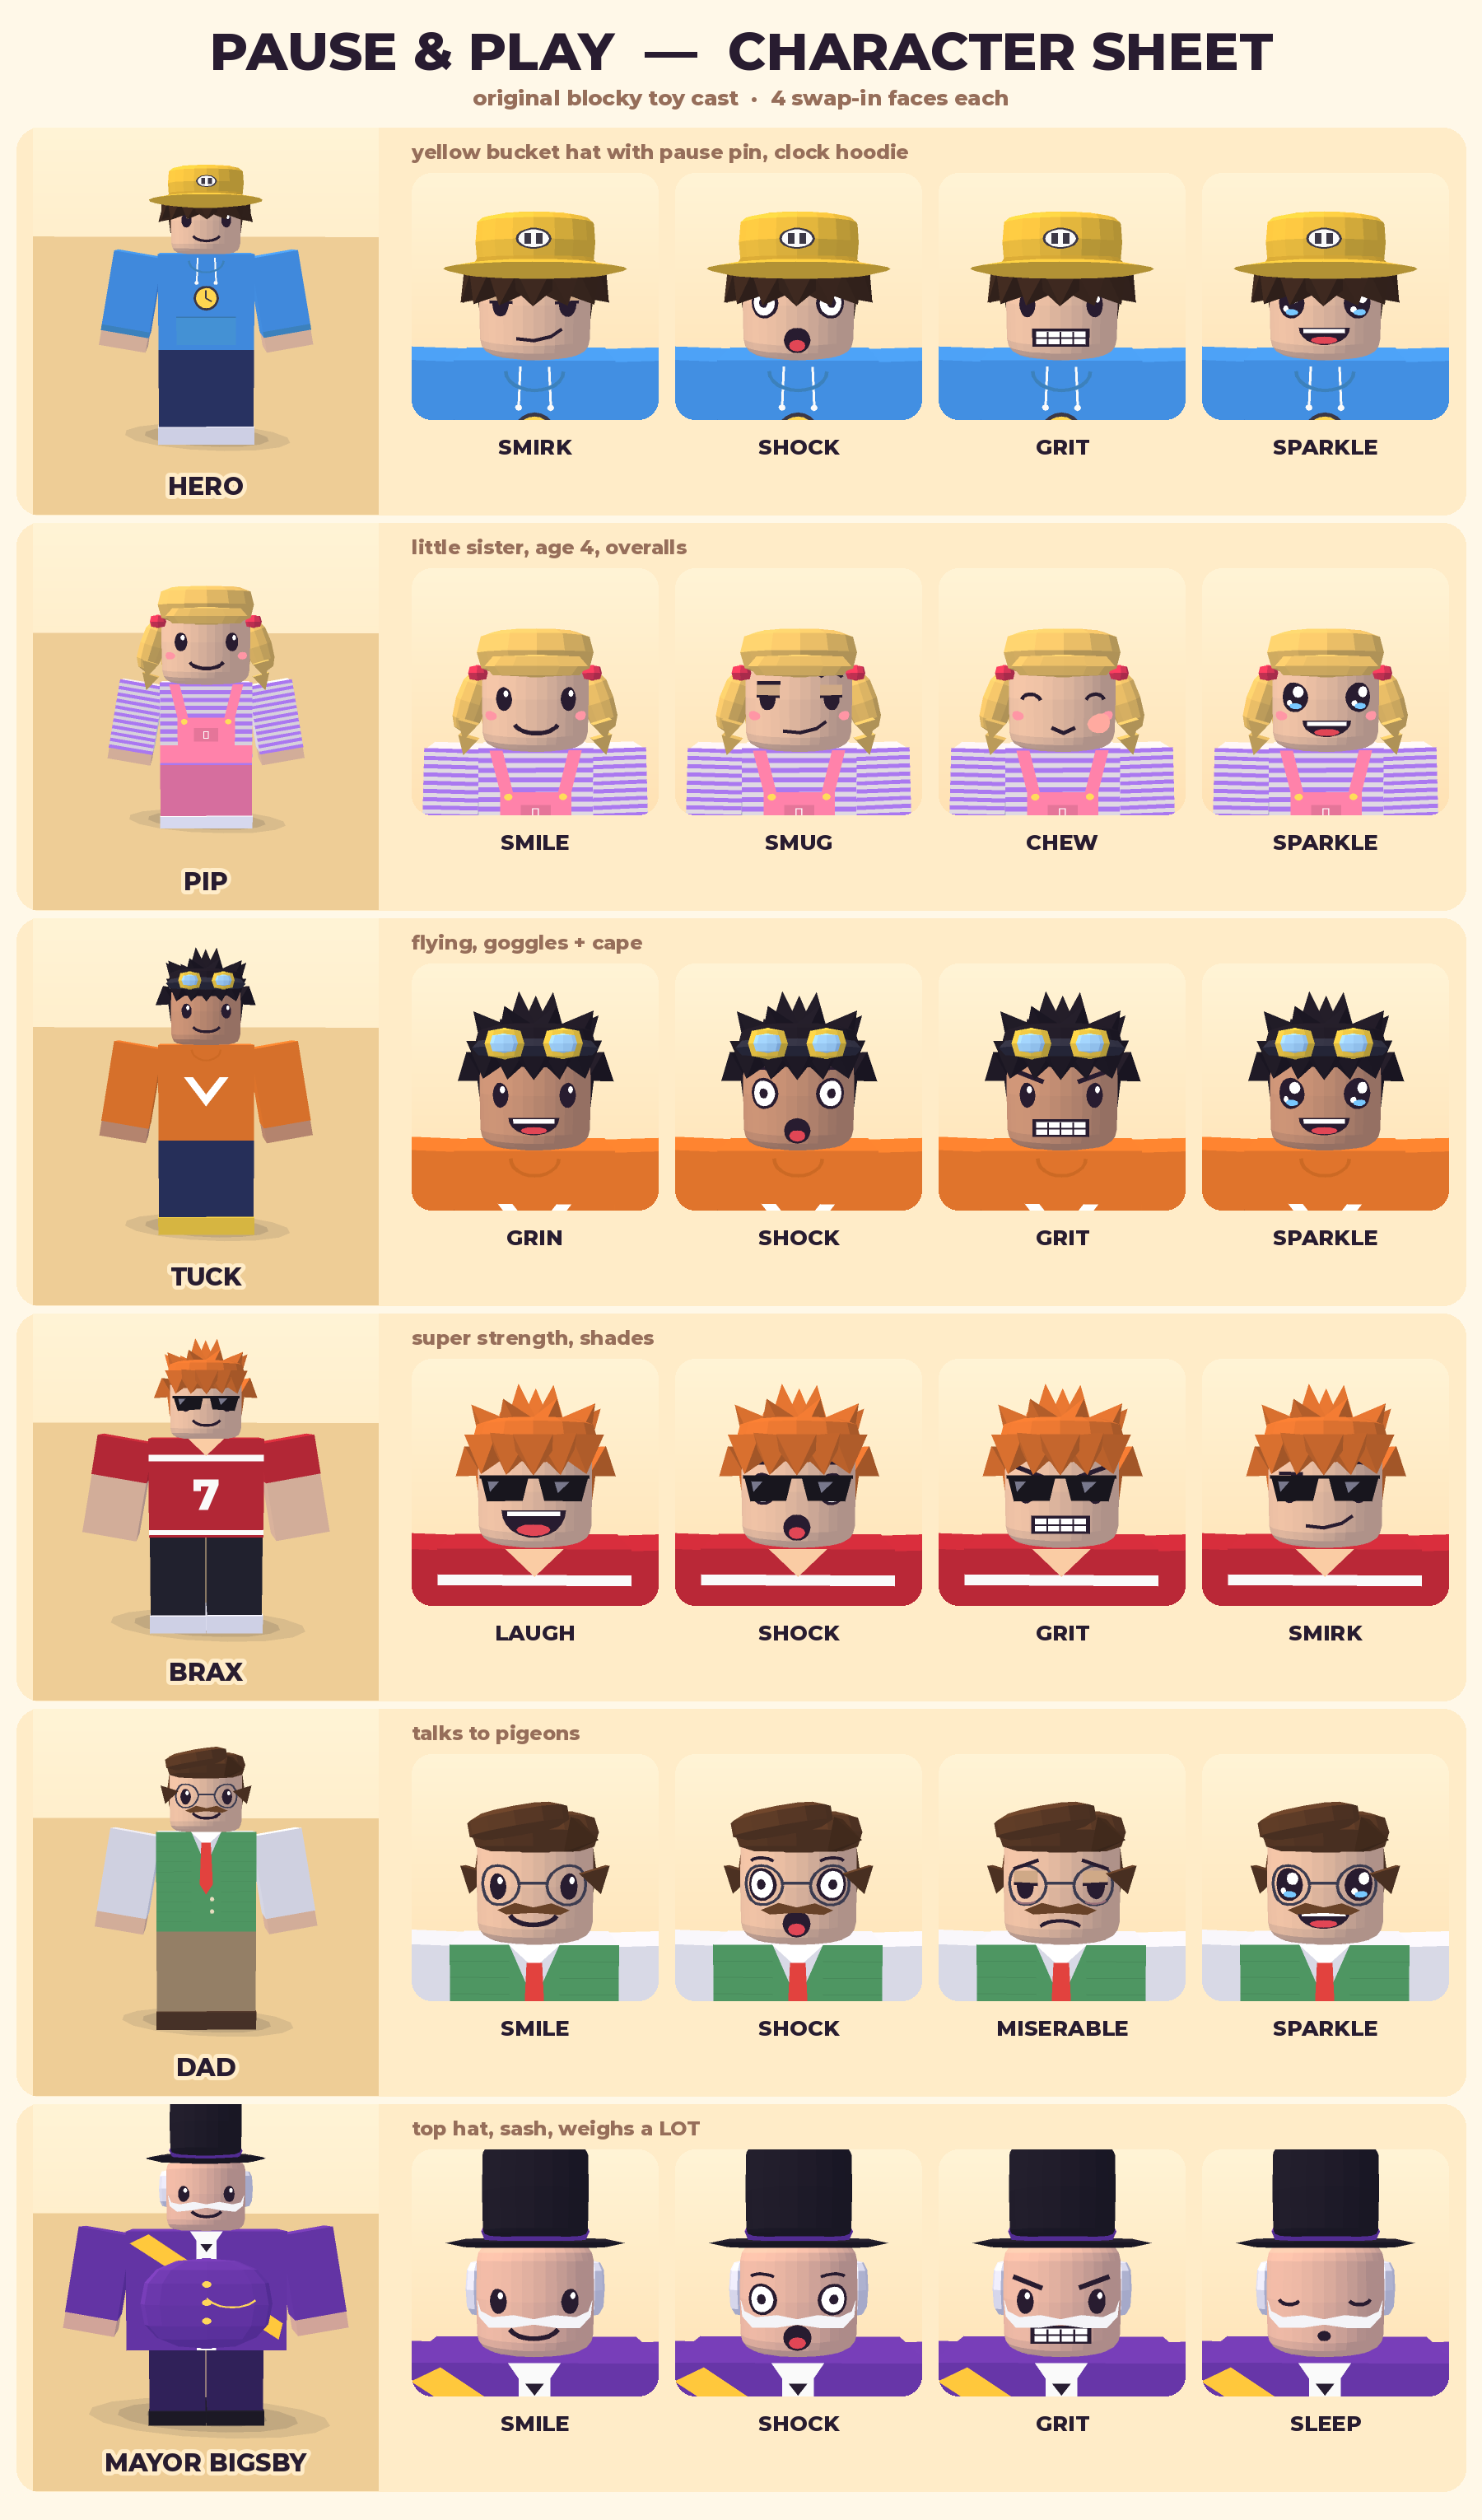 PAUSE & PLAY — CHARACTER SHEET
original blocky toy cast · 4 swap-in faces each
yellow bucket hat with pause pin, clock hoodie
SMIRK SHOCK GRIT SPARKLE
HERO
little sister, age 4, overalls
SMILE SMUG CHEW SPARKLE
PIP
flying, goggles + cape
GRIN SHOCK GRIT SPARKLE
TUCK
super strength, shades
7
LAUGH SHOCK GRIT SMIRK
BRAX
talks to pigeons
SMILE SHOCK MISERABLE SPARKLE
DAD
top hat, sash, weighs a LOT
SMILE SHOCK GRIT SLEEP
MAYOR BIGSBY